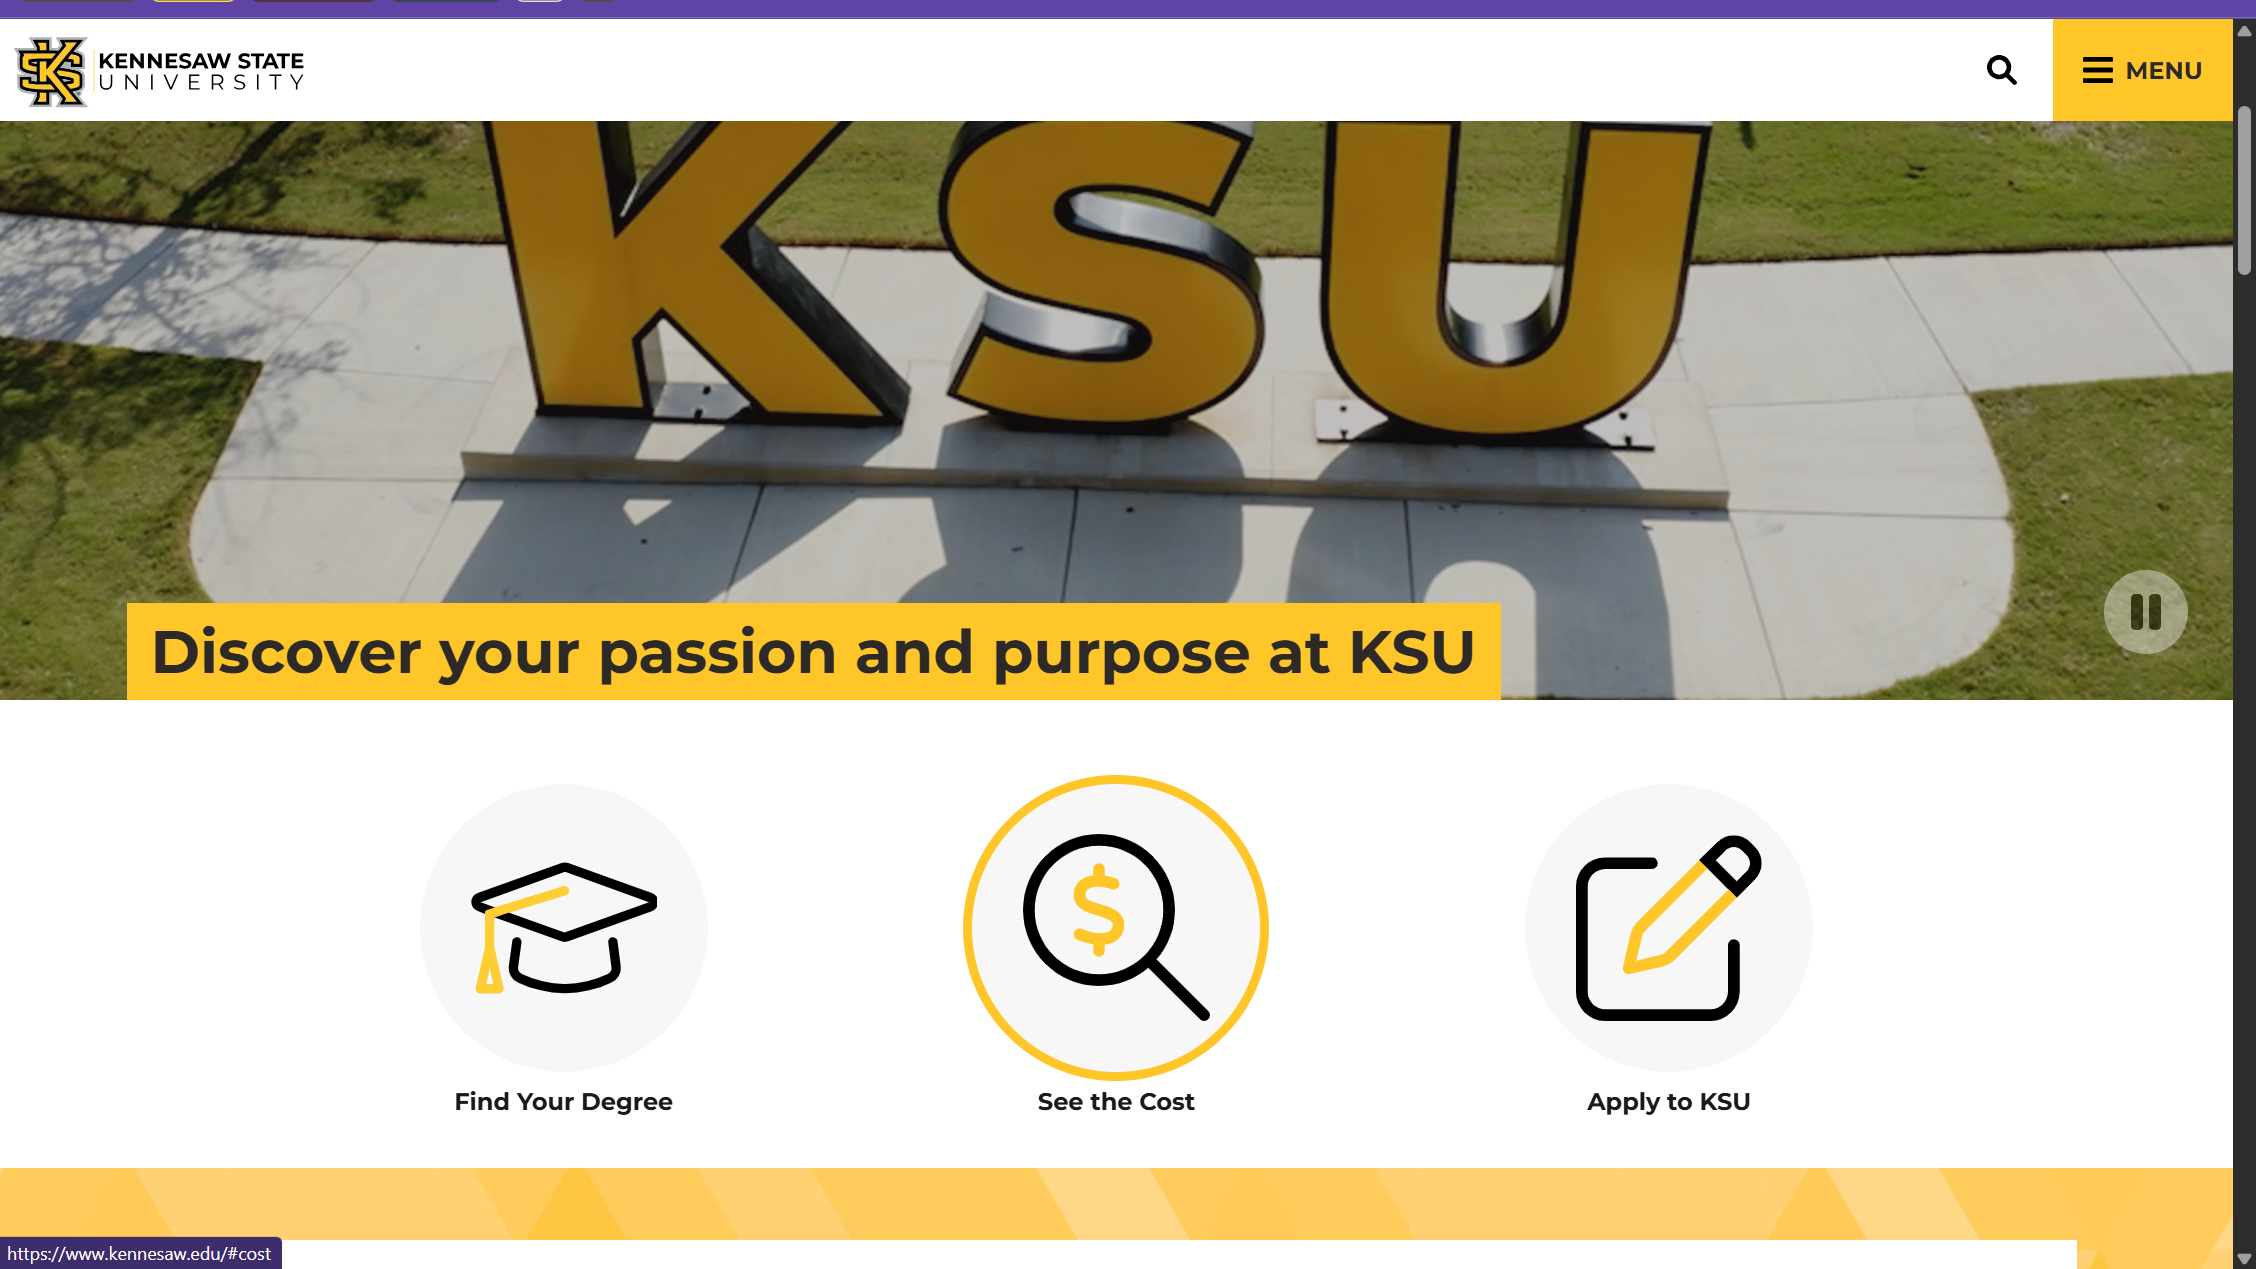 KENNESAW STATE
UNIVERSITY
MENU
KSU
Discover your passion and purpose at KSU
Find Your Degree
See the Cost
Apply to KSU
https://www.kennesaw.edu/#cost